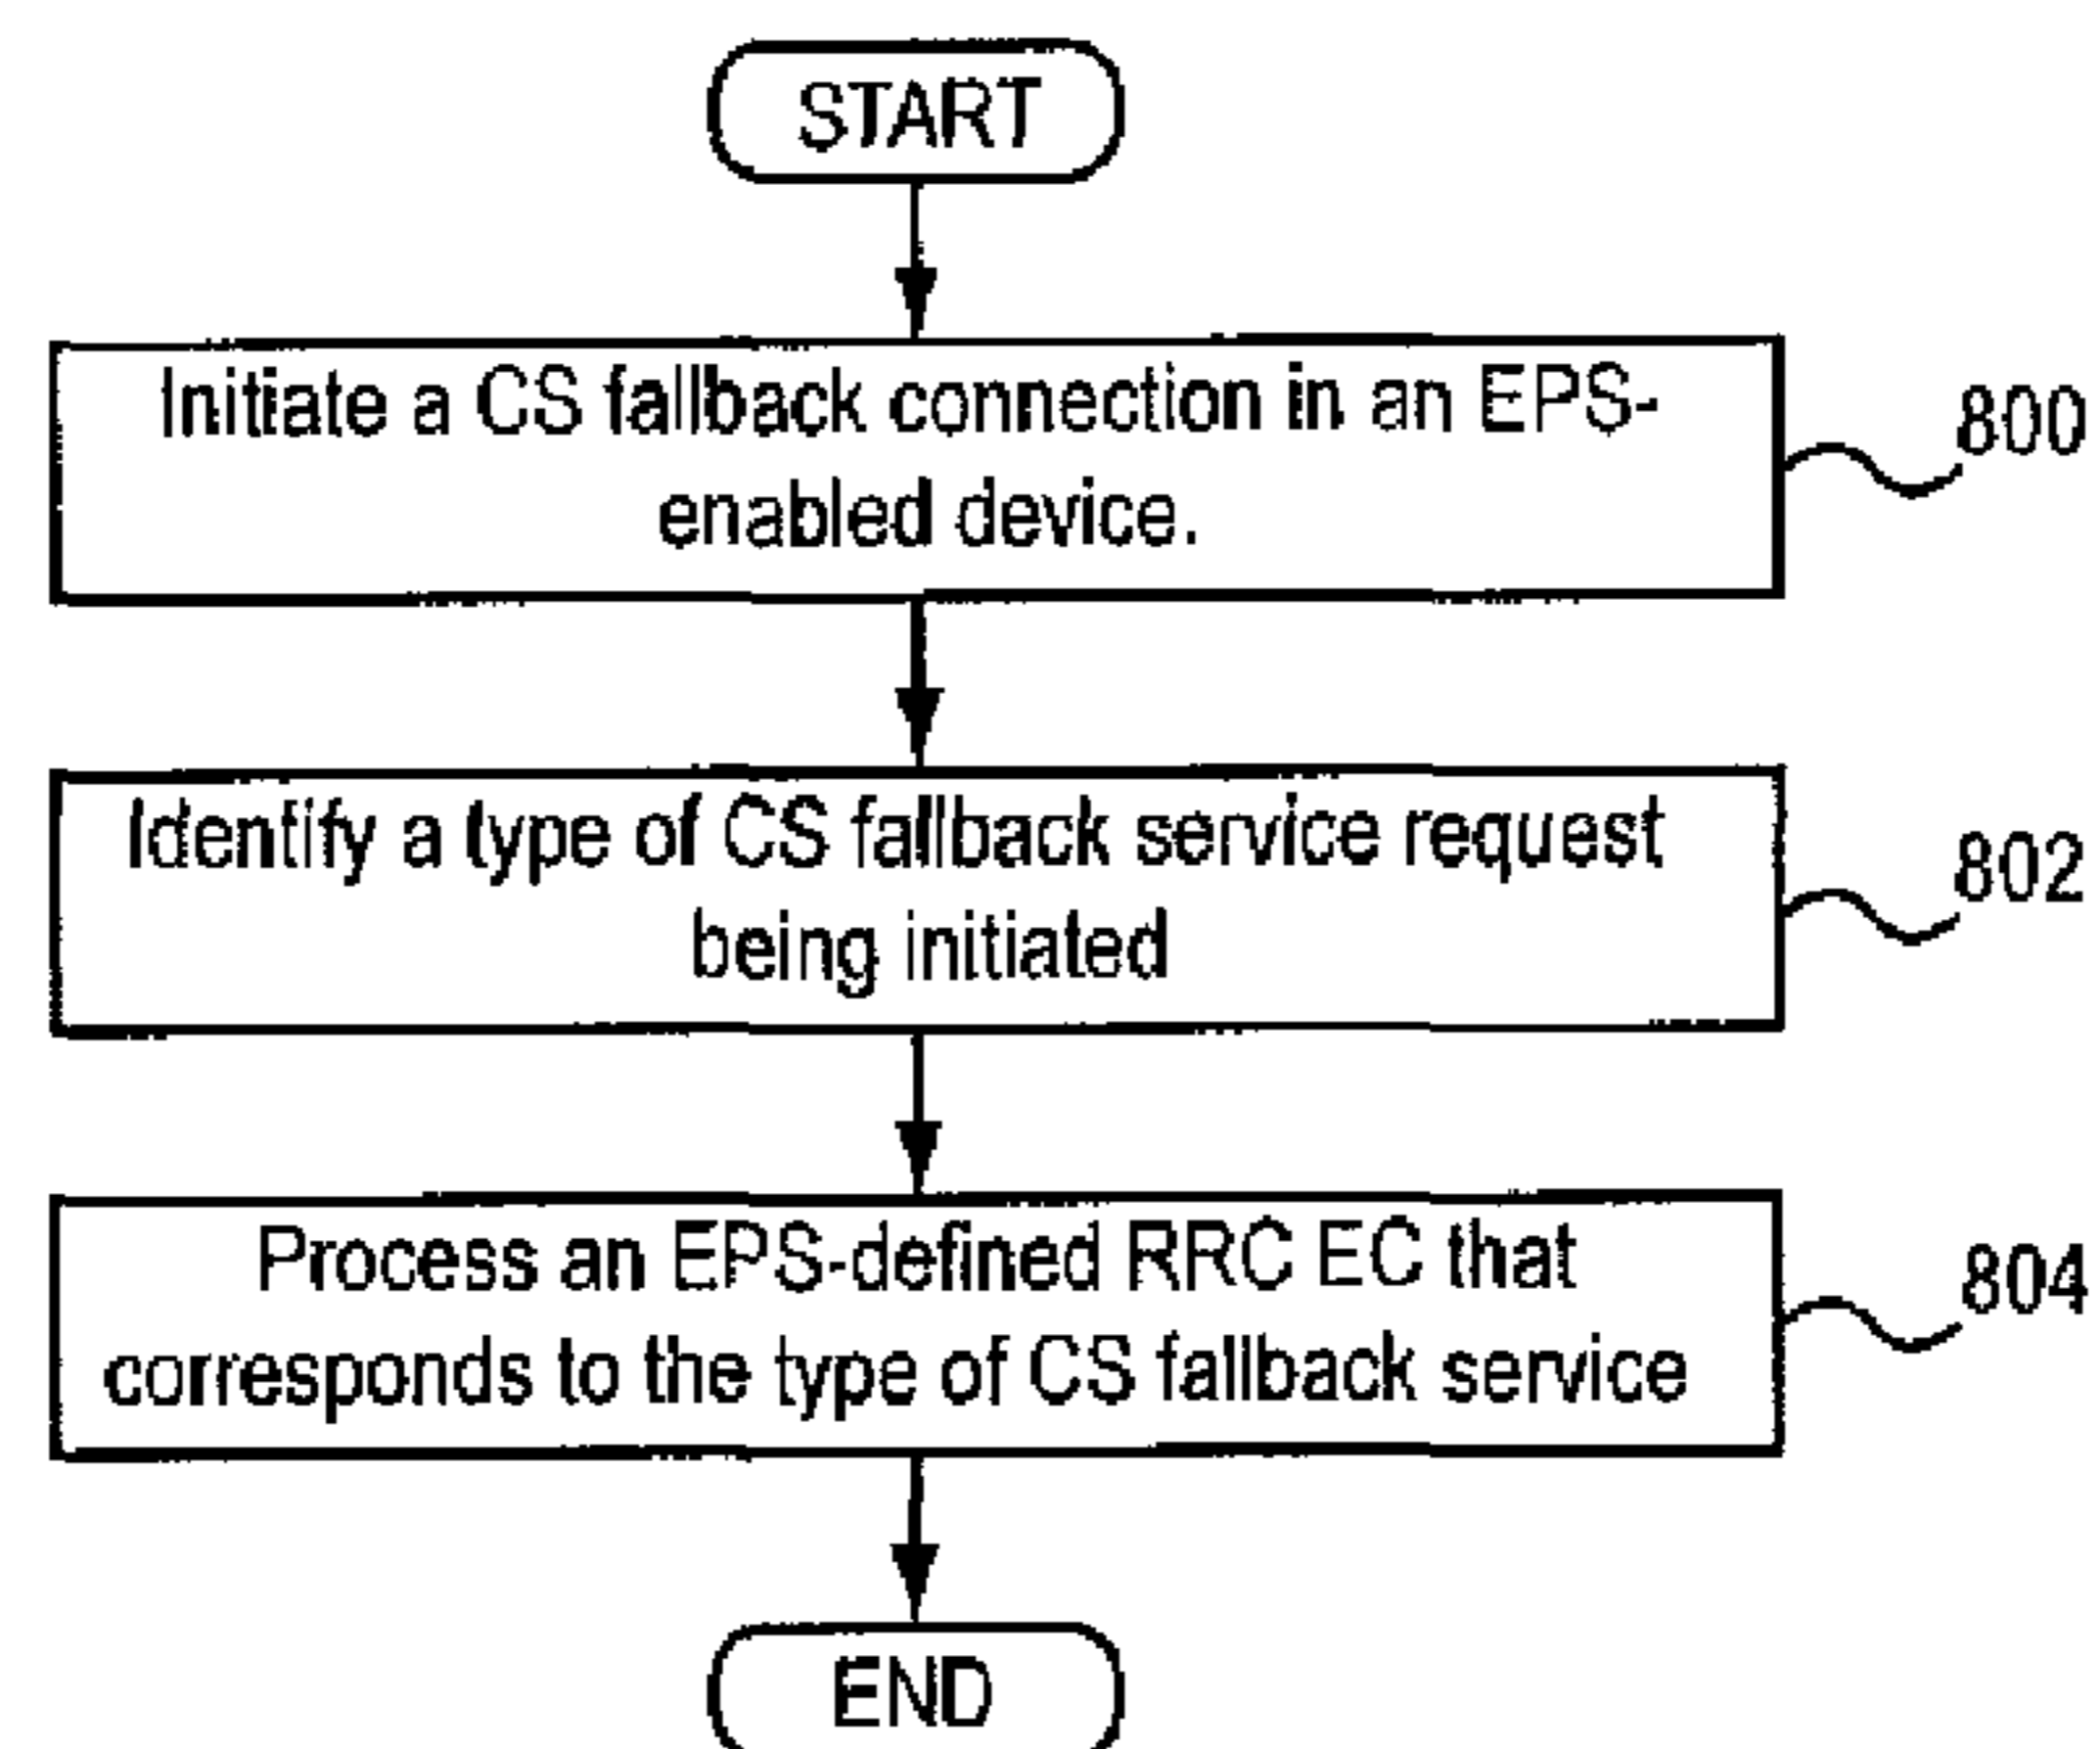 START
Initiate a CS fallback connection in an EPS-
enabled device.
800
Identify a type of CS fallback service request
being initiated
802
Process an EPS-defined RRC EC that
corresponds to the type of CS fallback service
804
END